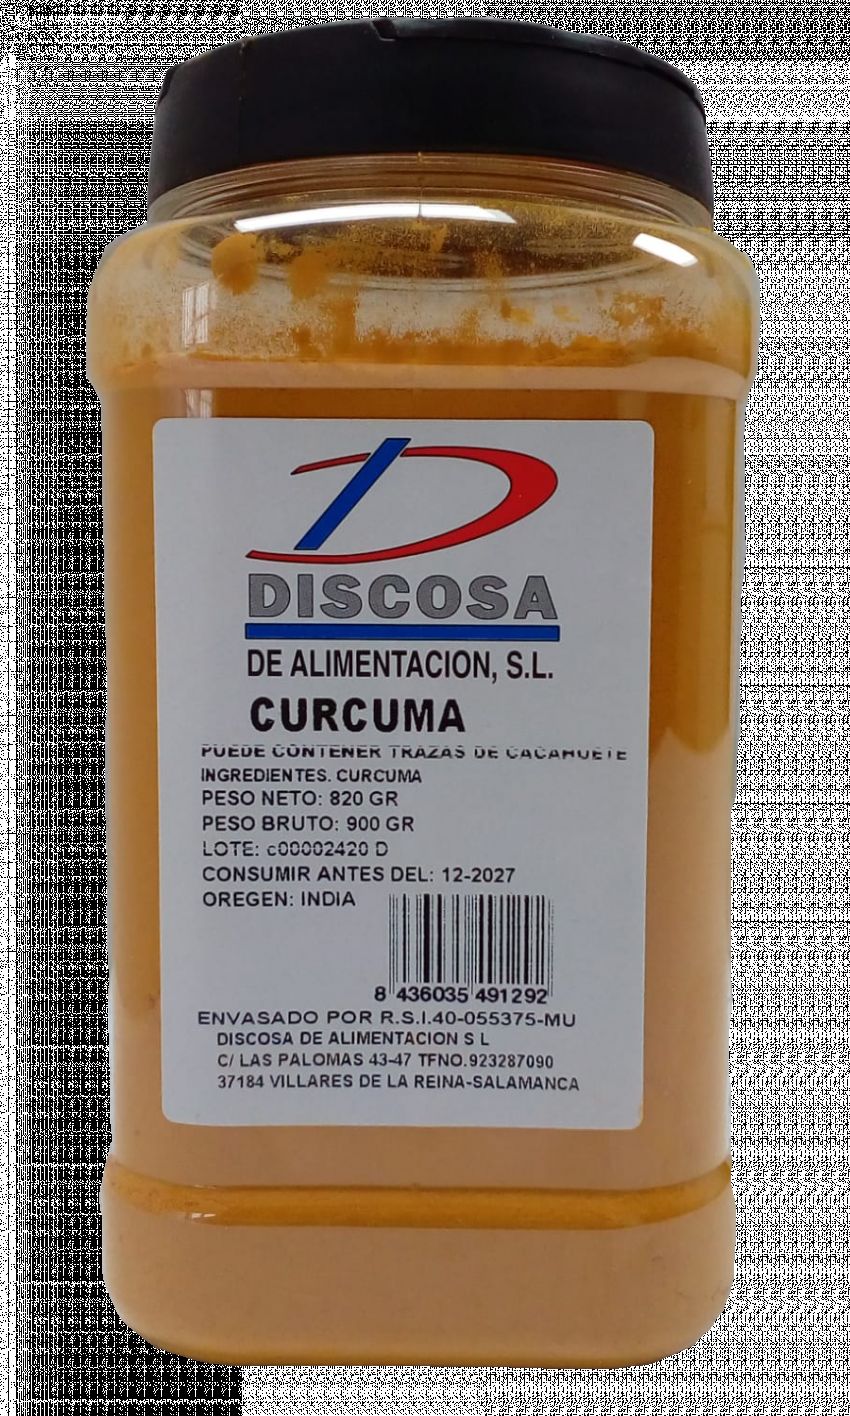 DISCOSA
DE ALIMENTACION, S.L.
CURCUMA
PUEDE CONTENER TRAZAS DE CACAHUETE
INGREDIENTES. CURCUMA
PESO NETO: 820 GR
PESO BRUTO: 900 GR
LOTE: c00002420 D
CONSUMIR ANTES DEL: 12-2027
OREGEN: INDIA
8 436035 491292
ENVASADO POR R.S.I.40-055375-MU
DISCOSA DE ALIMENTACION S L
C/ LAS PALOMAS 43-47 TFNO.923287090
37184 VILLARES DE LA REINA-SALAMANCA